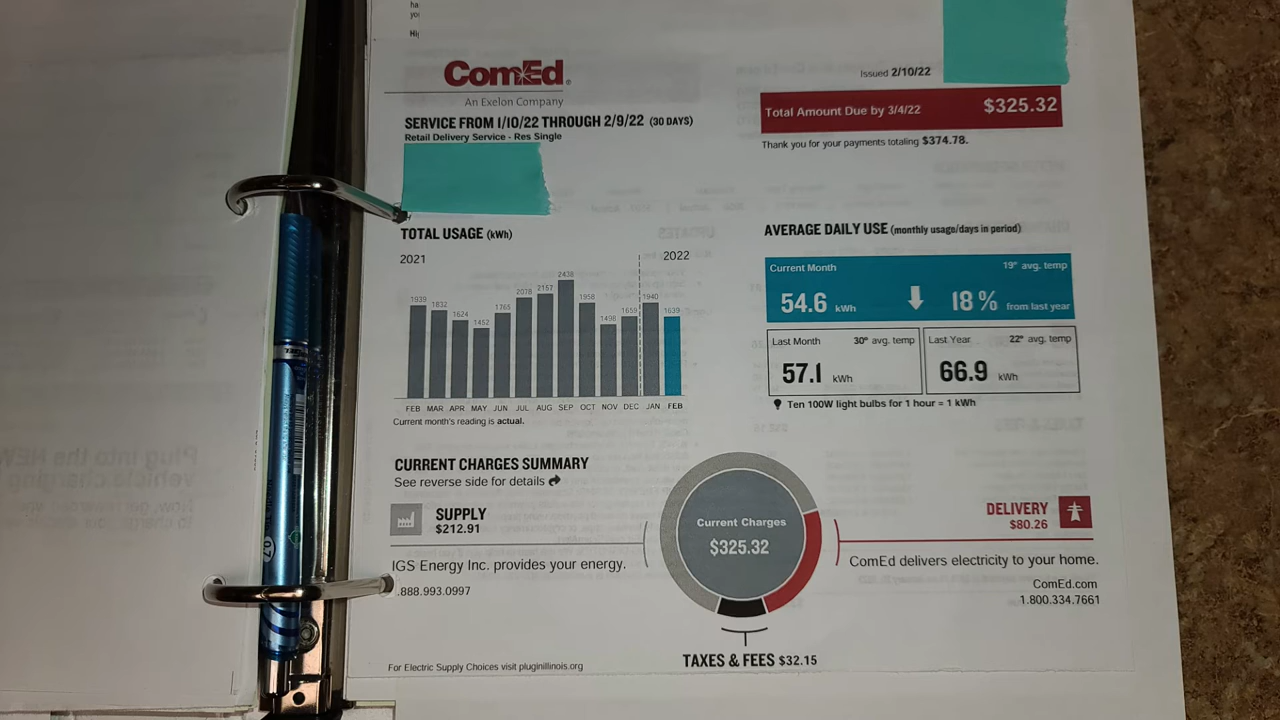 ha
yo
Hi
ComEd®
An Exelon Company
Issued 2/10/22
Total Amount Due by 3/4/22 $325.32
Thank you for your payments totaling $374.78.
SERVICE FROM 1/10/22 THROUGH 2/9/22 (30 DAYS)
Retail Delivery Service - Res Single
TOTAL USAGE (kWh)
2021 2022
1939 1832 1624 1452 1765 2078 2157 2438 1958 1498 1659 1940 1639
FEB MAR APR MAY JUN JUL AUG SEP OCT NOV DEC JAN FEB
Current month's reading is actual.
AVERAGE DAILY USE (monthly usage/days in period)
Current Month 19° avg. temp
54.6 kWh 18% from last year
Last Month 30° avg. temp
57.1 kWh
Last Year 22° avg. temp
66.9 kWh
Ten 100W light bulbs for 1 hour = 1 kWh
CURRENT CHARGES SUMMARY
See reverse side for details
SUPPLY
$212.91
IGS Energy Inc. provides your energy.
.888.993.0997
Current Charges
$325.32
DELIVERY
$80.26
ComEd delivers electricity to your home.
ComEd.com
1.800.334.7661
TAXES & FEES $32.15
For Electric Supply Choices visit pluginillinois.org